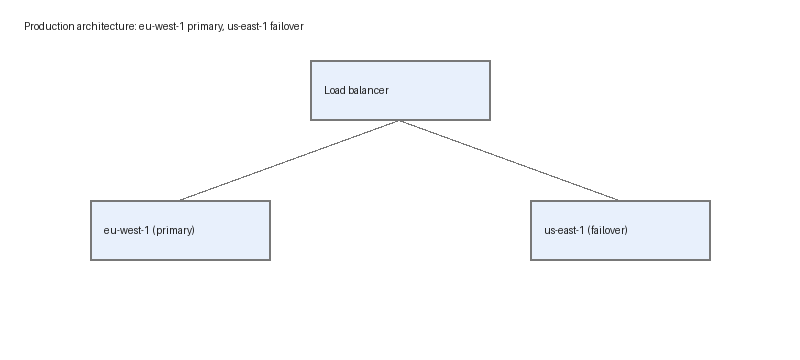 Production architecture: eu-west-1 primary, us-east-1 failover
Load balancer
eu-west-1 (primary)
us-east-1 (failover)